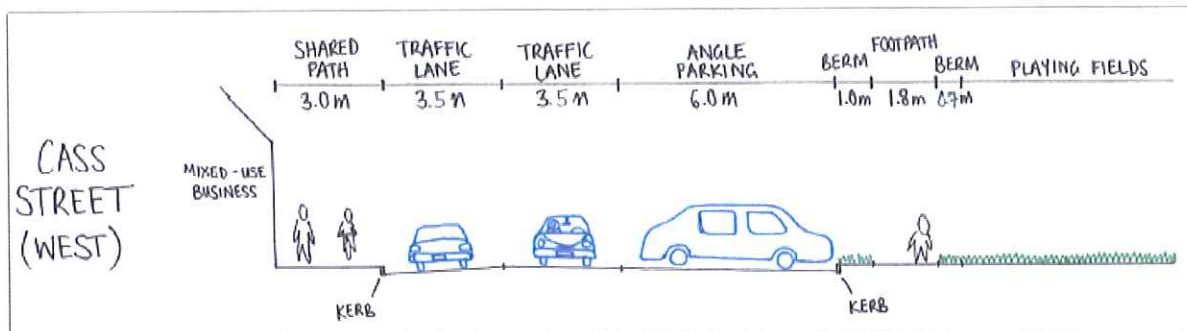 SHARED
PATH
3.0m
TRAFFIC
LANE
3.5m
TRAFFIC
LANE
3.5m
ANGLE
PARKING
6.0m
BERM
1.0m
FOOTPATH
1.8m
BERM
0.7m
PLAYING FIELDS
CASS
STREET
(WEST)
MIXED-USE
BUSINESS
KERB
KERB